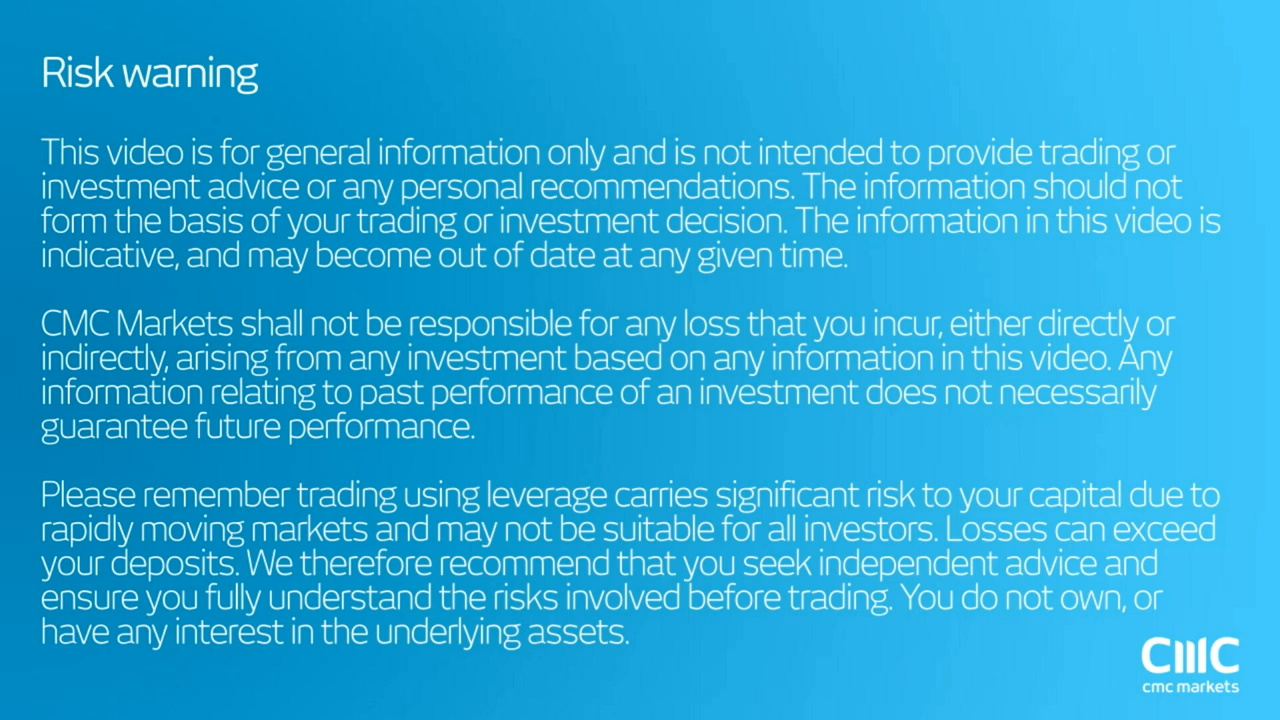 Risk warning
This video is for general information only and is not intended to provide trading or
investment advice or any personal recommendations. The information should not
form the basis of your trading or investment decision. The information in this video is
indicative, and may become out of date at any given time.
CMC Markets shall not be responsible for any loss that you incur, either directly or
indirectly, arising from any investment based on any information in this video. Any
information relating to past performance of an investment does not necessarily
guarantee future performance.
Please remember trading using leverage carries significant risk to your capital due to
rapidly moving markets and may not be suitable for all investors. Losses can exceed
your deposits. We therefore recommend that you seek independent advice and
ensure you fully understand the risks involved before trading. You do not own, or
have any interest in the underlying assets.
CMC
cmc markets